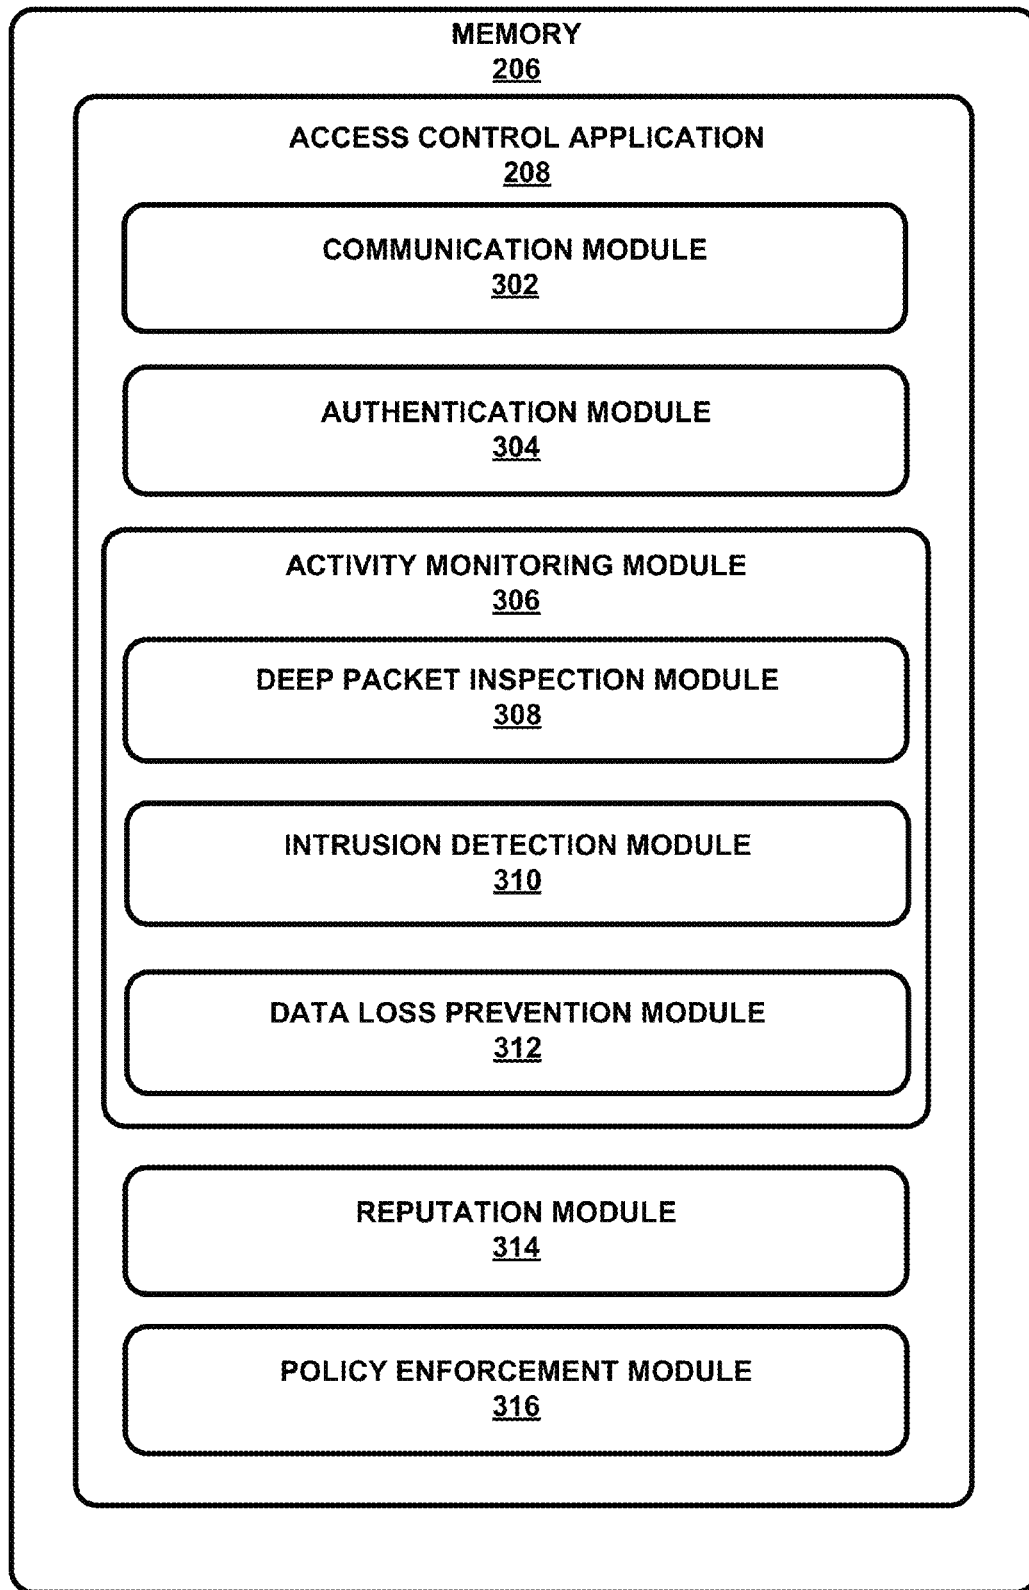 MEMORY
206
ACCESS CONTROL APPLICATION
208
COMMUNICATION MODULE
302
AUTHENTICATION MODULE
304
ACTIVITY MONITORING MODULE
306
DEEP PACKET INSPECTION MODULE
308
INTRUSION DETECTION MODULE
310
DATA LOSS PREVENTION MODULE
312
REPUTATION MODULE
314
POLICY ENFORCEMENT MODULE
316